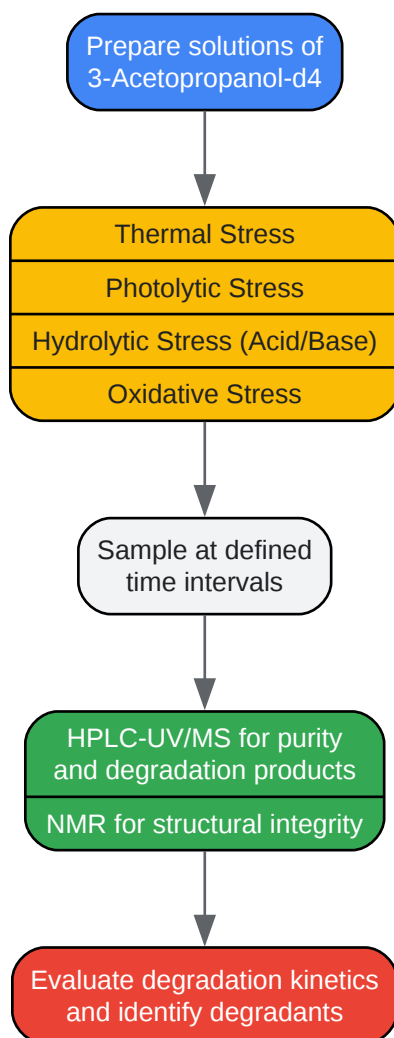 Prepare solutions of
3-Acetopropanol-d4
Thermal Stress
Photolytic Stress
Hydrolytic Stress (Acid/Base)
Oxidative Stress
Sample at defined
time intervals
HPLC-UV/MS for purity
and degradation products
NMR for structural integrity
Evaluate degradation kinetics
and identify degradants